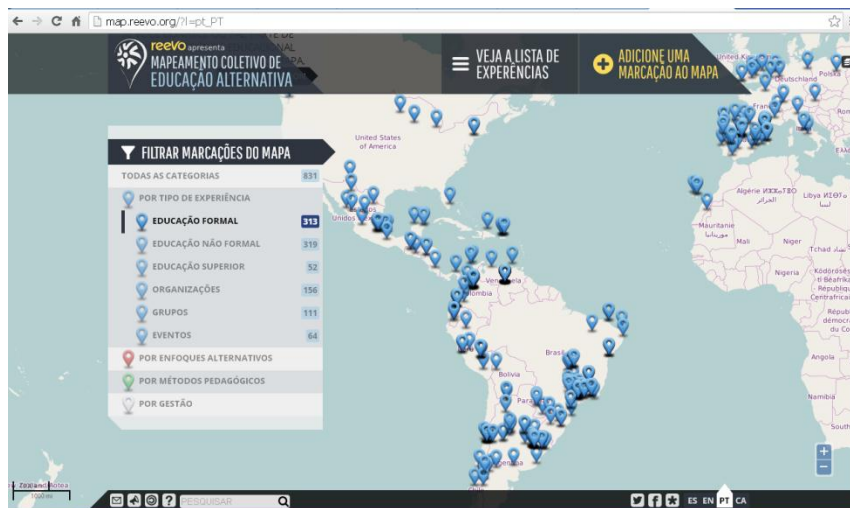 map.reevo.org/?l=pt_PT
reevo apresenta
MAPEAMENTO COLETIVO DE
EDUCAÇÃO ALTERNATIVA
VEJA A LISTA DE
EXPERÊNCIAS
ADICIONE UMA
MARCAÇÃO AO MAPA
FILTRAR MARCAÇÕES DO MAPA
TODAS AS CATEGORIAS 831
POR TIPO DE EXPERIÊNCIA
EDUCAÇÃO FORMAL 313
EDUCAÇÃO NÃO FORMAL 319
EDUCAÇÃO SUPERIOR 52
ORGANIZAÇÕES 156
GRUPOS 111
EVENTOS 64
POR ENFOQUES ALTERNATIVOS
POR MÉTODOS PEDAGÓGICOS
POR GESTÃO
United States
of America
Deutschland
Polska
Algérie
الجزائر
Libya
ليبيا
Mauritanie
Mali
Niger
Tchad
Nigeria
Angola
Namibia
South
Venezuela
Brasil
Bolivia
PESQUISAR
ES EN PT CA